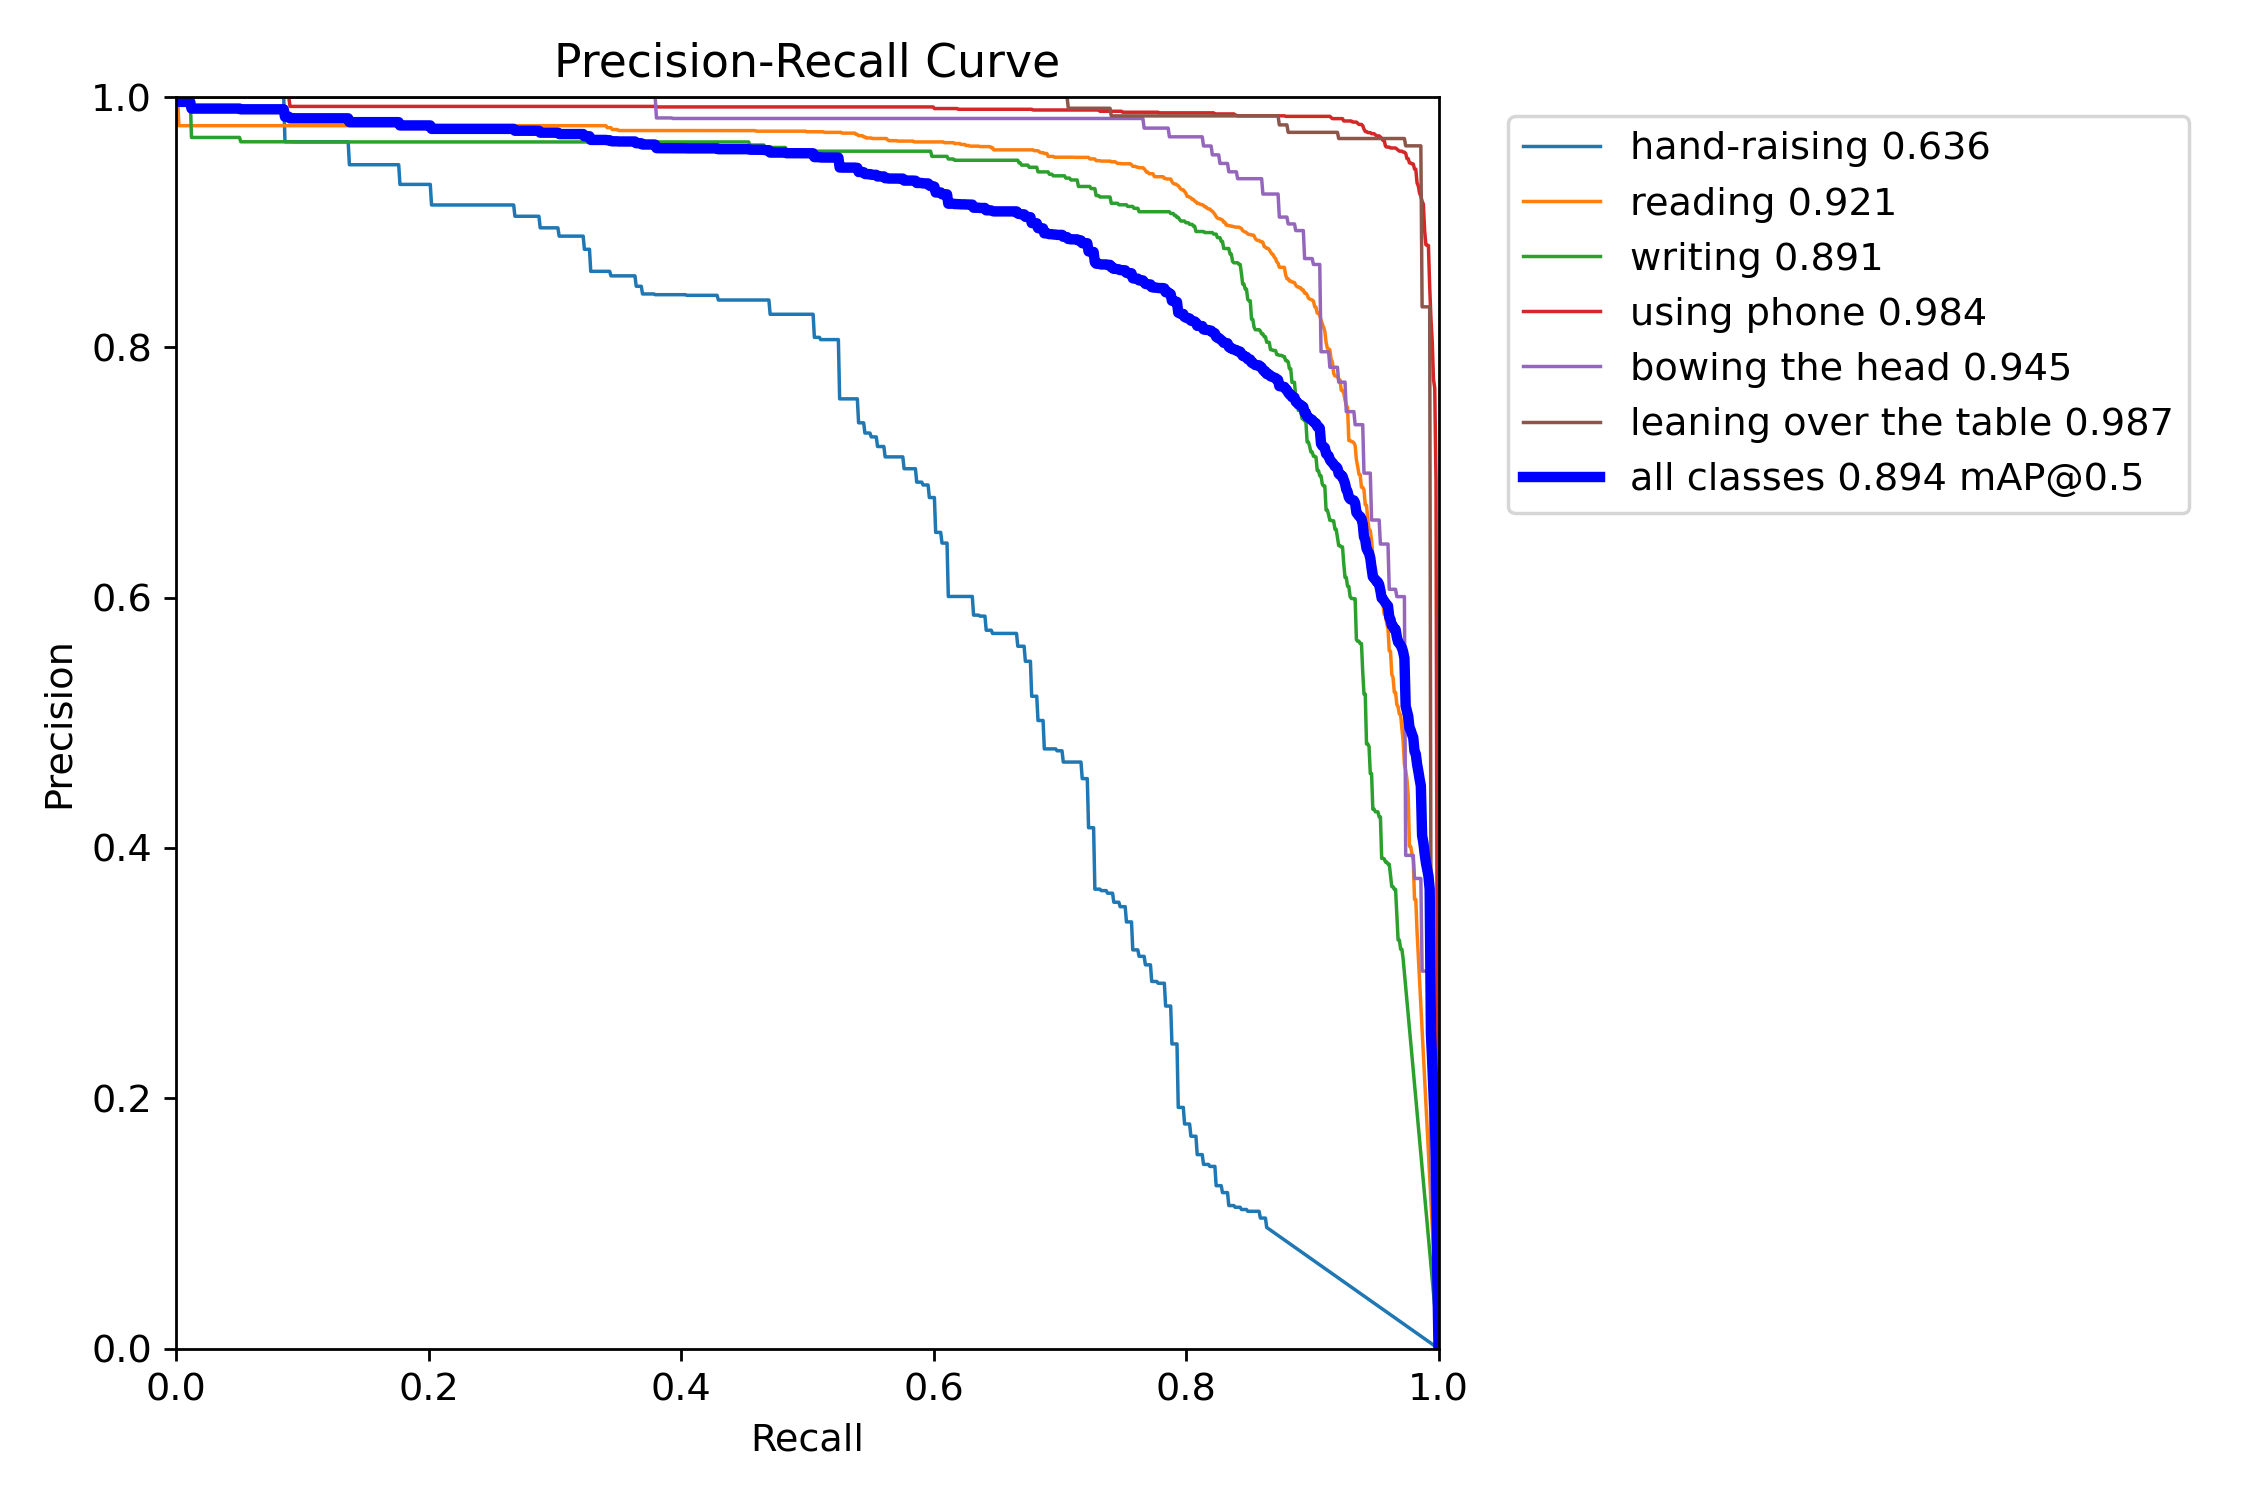 Precision-Recall Curve
1.0
0.8
0.6
0.4
0.2
0.0
Precision
0.0 0.2 0.4 0.6 0.8 1.0
Recall
hand-raising 0.636
reading 0.921
writing 0.891
using phone 0.984
bowing the head 0.945
leaning over the table 0.987
all classes 0.894 mAP@0.5